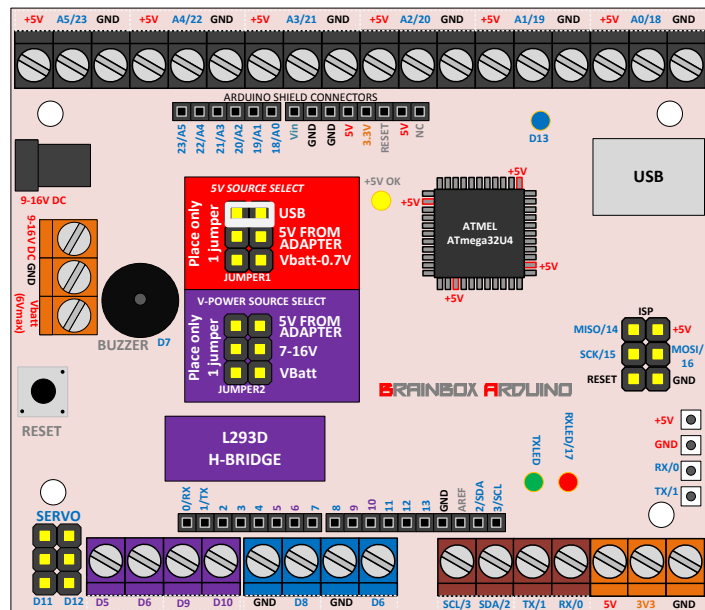 +5V A5/23 GND +5V A4/22 GND +5V A3/21 GND +5V A2/20 GND +5V A1/19 GND +5V A0/18 GND
ARDUINO SHIELD CONNECTORS
23/A5 22/A4 21/A3 20/A2 19/A1 18/A0 Vin GND GND 5V 3.3V RESET 5V NC
D13
9-16V DC
USB
+5V OK
+5V
+5V
ATMEL
ATmega32U4
+5V
+5V
5V SOURCE SELECT
Place only
1 jumper
USB
5V FROM
ADAPTER
Vbatt-0.7V
JUMPER1
V-POWER SOURCE SELECT
Place only
1 jumper
5V FROM
ADAPTER
7-16V
VBatt
JUMPER2
9-16V DC
GND
Vbatt
(6Vmax)
BUZZER D7
RESET
BRAINBOX ARDUINO
ISP
MISO/14 +5V
SCK/15 MOSI/
16
RESET GND
+5V
GND
RX/0
TX/1
L293D
H-BRIDGE
TXLED
RXLED/17
0/RX 1/TX 2 3 4 5 6 7 8 9 10 11 12 13 GND AREF 2/SDA 3/SCL
SERVO
D11 D12
D5 D6 D9 D10 GND D8 GND D6 SCL/3 SDA/2 TX/1 RX/0 5V 3V3 GND